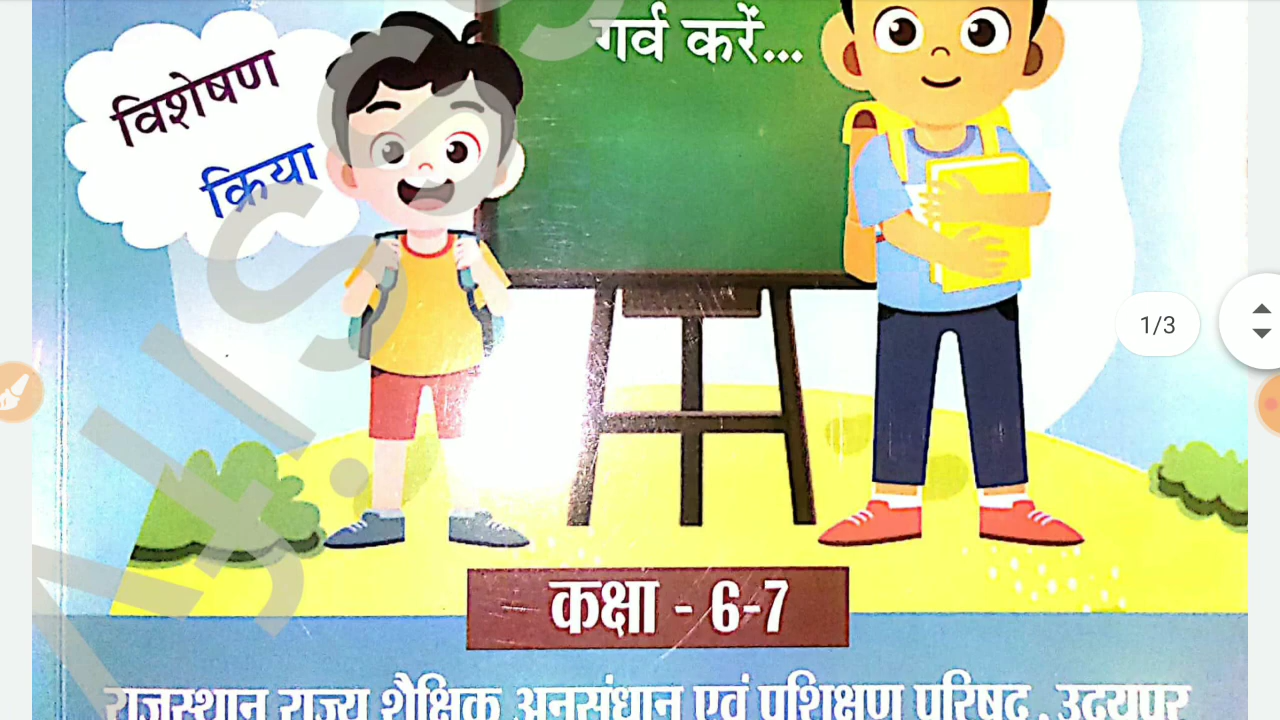 गर्व करें...
विशेषण
क्रिया
1/3
कक्षा - 6-7
राजस्थान राज्य शैक्षिक अनुसंधान एवं प्रशिक्षण परिषद, उदयपुर